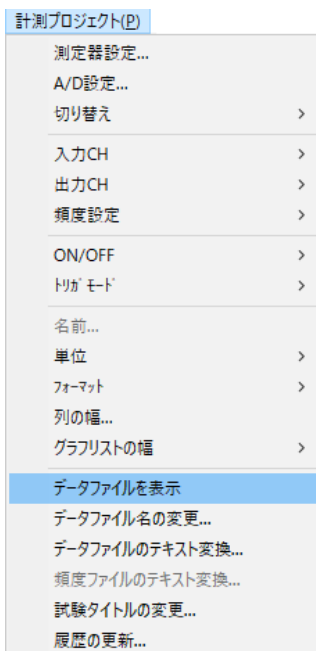 計測プロジェクト(P)
測定器設定...
A/D設定...
切り替え
入力CH
出力CH
頻度設定
ON/OFF
ﾄﾘｶﾞ ﾓｰﾄﾞ
名前...
単位
ﾌｫｰﾏｯﾄ
列の幅...
グラフリストの幅
データファイルを表示
データファイル名の変更...
データファイルのテキスト変換...
頻度ファイルのテキスト変換...
試験タイトルの変更...
履歴の更新...